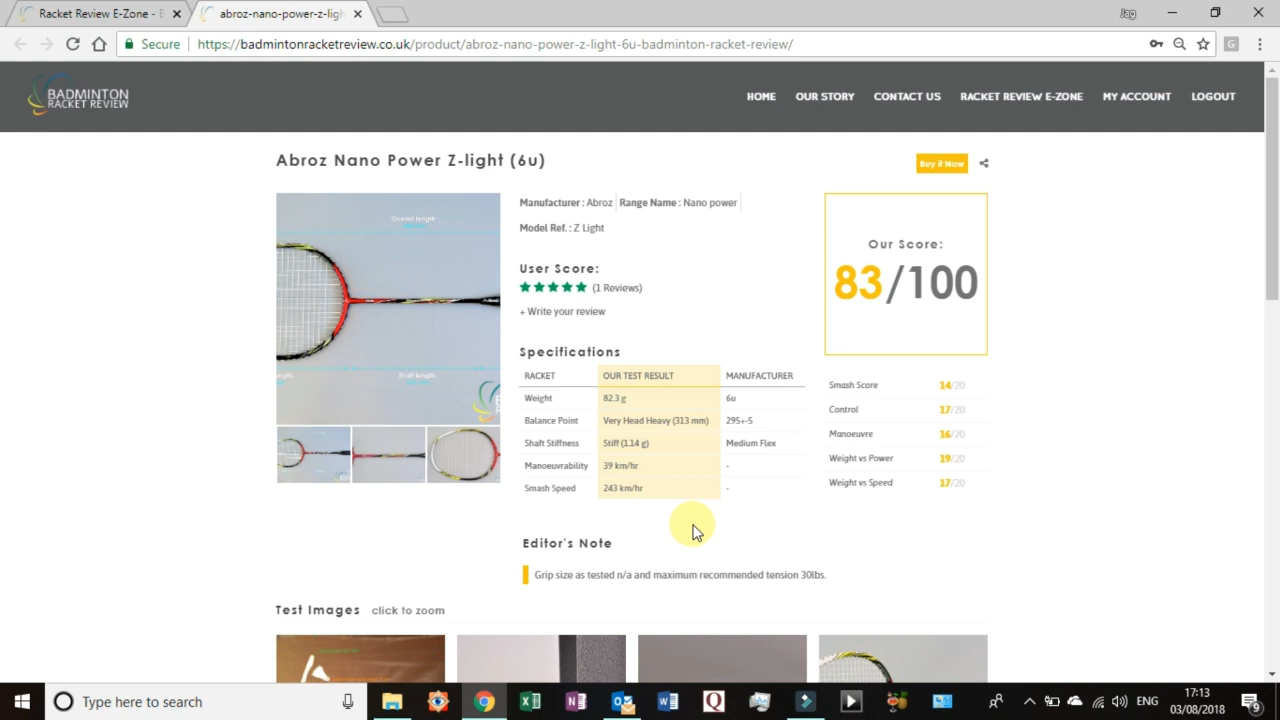 Racket Review E-Zone - B
abroz-nano-power-z-ligh
Jag
Secure
https://badmintonracketreview.co.uk/product/abroz-nano-power-z-light-6u-badminton-racket-review/
G
BADMINTON
RACKET REVIEW
HOME OUR STORY CONTACT US RACKET REVIEW E-ZONE MY ACCOUNT LOGOUT
Abroz Nano Power Z-light (6u)
Buy it Now
Overall length:
Shaft length:
Manufacturer : Abroz Range Name : Nano power
Model Ref. : Z Light
User Score:
(1 Reviews)
+ Write your review
Our Score:
83/100
Specifications
RACKET OUR TEST RESULT MANUFACTURER
Weight 82.3 g 6u
Balance Point Very Head Heavy (313 mm) 295+-5
Shaft Stiffness Stiff (1.14 g) Medium Flex
Manoeuvrability 39 km/hr -
Smash Speed 243 km/hr -
Smash Score 14/20
Control 17/20
Manoeuvre 16/20
Weight vs Power 19/20
Weight vs Speed 17/20
Editor's Note
Grip size as tested n/a and maximum recommended tension 30lbs.
Test Images click to zoom
Type here to search
ENG
17:13
03/08/2018
9